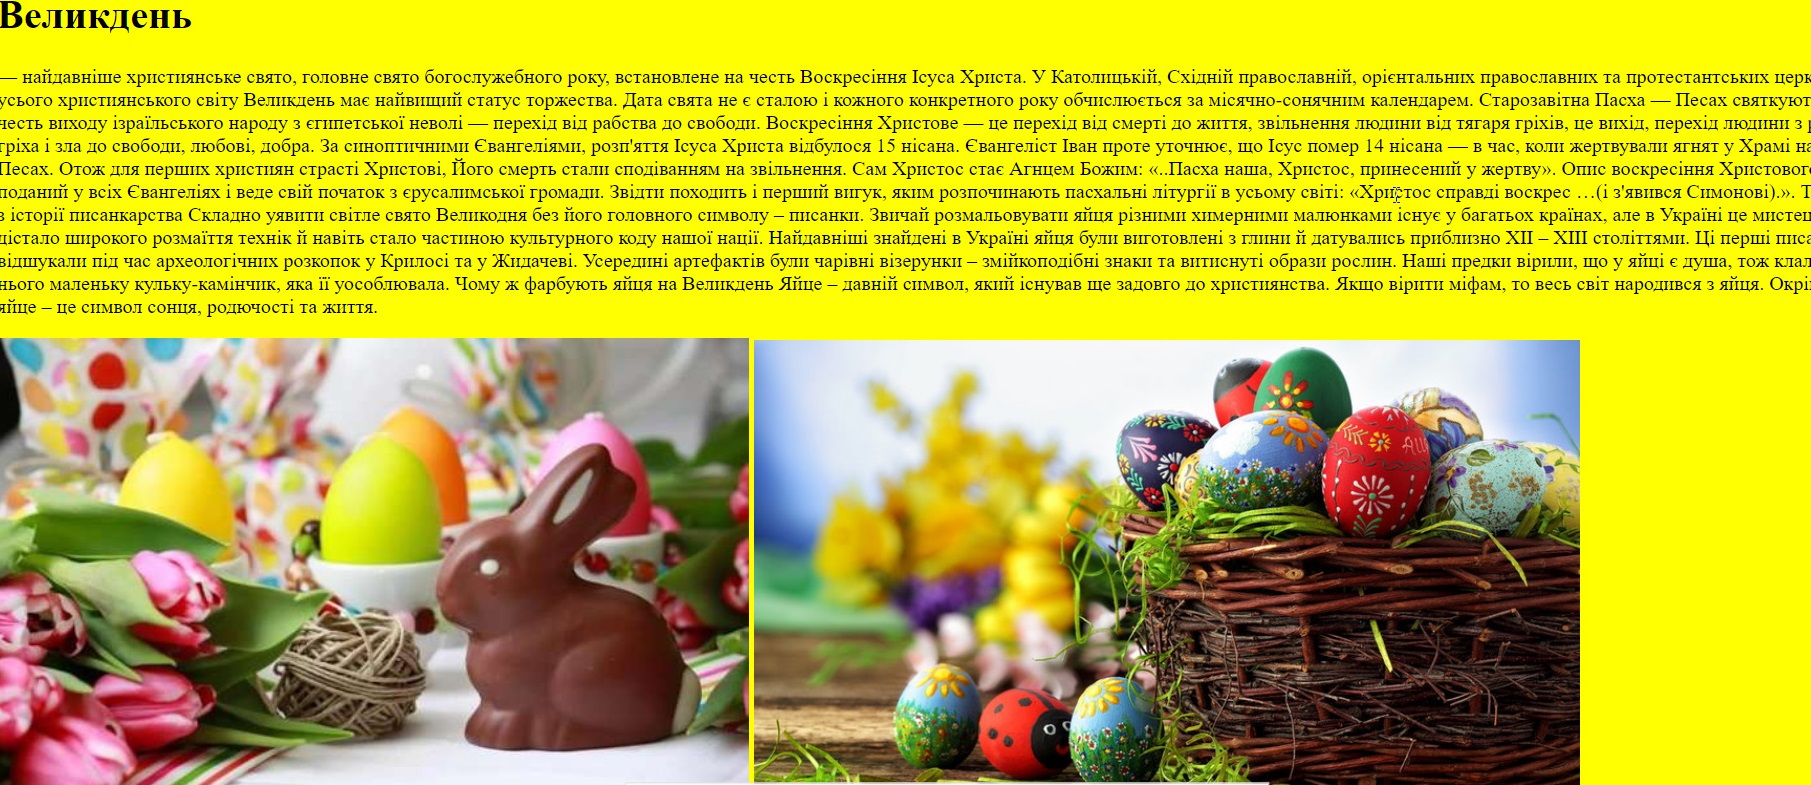 Великдень
— найдавніше християнське свято, головне свято богослужебного року, встановлене на честь Воскресіння Ісуса Христа. У Католицькій, Східній православній, орієнтальних православних та протестантських
усього християнського світу Великдень має найвищий статус торжества. Дата свята не є сталою і кожного конкретного року обчислюється за місячно-сонячним календарем. Старозавітна Пасха — Песах святкуют
честь виходу ізраїльського народу з єгипетської неволі — перехід від рабства до свободи. Воскресіння Христове — це перехід від смерті до життя, звільнення людини від тягаря гріхів, це вихід, перехід людини з
гріха і зла до свободи, любові, добра. За синоптичними Євангеліями, розп'яття Ісуса Христа відбулося 15 нісана. Євангеліст Іван проте уточнює, що Ісус помер 14 нісана — в час, коли жертвували ягнят у Храмі на
Песах. Отож для перших християн страсті Христові, Його смерть стали сподіванням на звільнення. Сам Христос стає Агнцем Божим: «..Пасха наша, Христос, принесений у жертву». Опис воскресіння Христового
поданий у всіх Євангеліях і веде свій початок з єрусалимської громади. Звідти походить і перший вигук, яким розпочинають пасхальні літургії в усьому світі: «Христос справді воскрес …(і з'явився Симонові).».
з історії писанкарства Складно уявити світле свято Великодня без його головного символу – писанки. Звичай розмальовувати яйця різними химерними малюнками існує у багатьох країнах, але в Україні це мистец
дістало широкого розмаїття технік й навіть стало частиною культурного коду нашої нації. Найдавніші знайдені в Україні яйця були виготовлені з глини й датувались приблизно XII – XIII століттями. Ці перші писа
відшукали під час археологічних розкопок у Крилосі та у Жидачеві. Усередині артефактів були чарівні візерунки – змійкоподібні знаки та витиснуті образи рослин. Наші предки вірили, що у яйці є душа, тож клал
нього маленьку кульку-камінчик, яка її уособлювала. Чому ж фарбують яйця на Великдень Яйце – давній символ, який існував ще задовго до християнства. Якщо вірити міфам, то весь світ народився з яйця. Окрі
яйце – це символ сонця, родючості та життя.